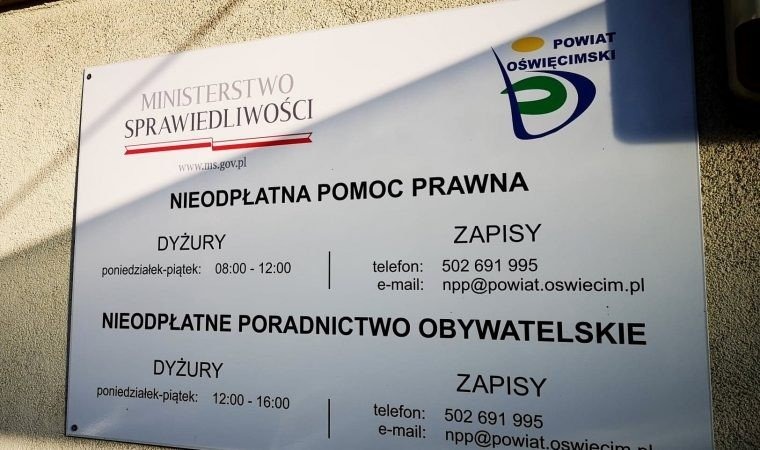 MINISTERSTWO
SPRAWIEDLIWOŚCI
www.ms.gov.pl
POWIAT
OŚWIĘCIMSKI
NIEODPŁATNA POMOC PRAWNA
DYŻURY
poniedziałek-piątek: 08:00 - 12:00
ZAPISY
telefon: 502 691 995
e-mail: npp@powiat.oswiecim.pl
NIEODPŁATNE PORADNICTWO OBYWATELSKIE
DYŻURY
poniedziałek-piątek: 12:00 - 16:00
ZAPISY
telefon: 502 691 995
e-mail: npp@powiat.oswiecim.pl